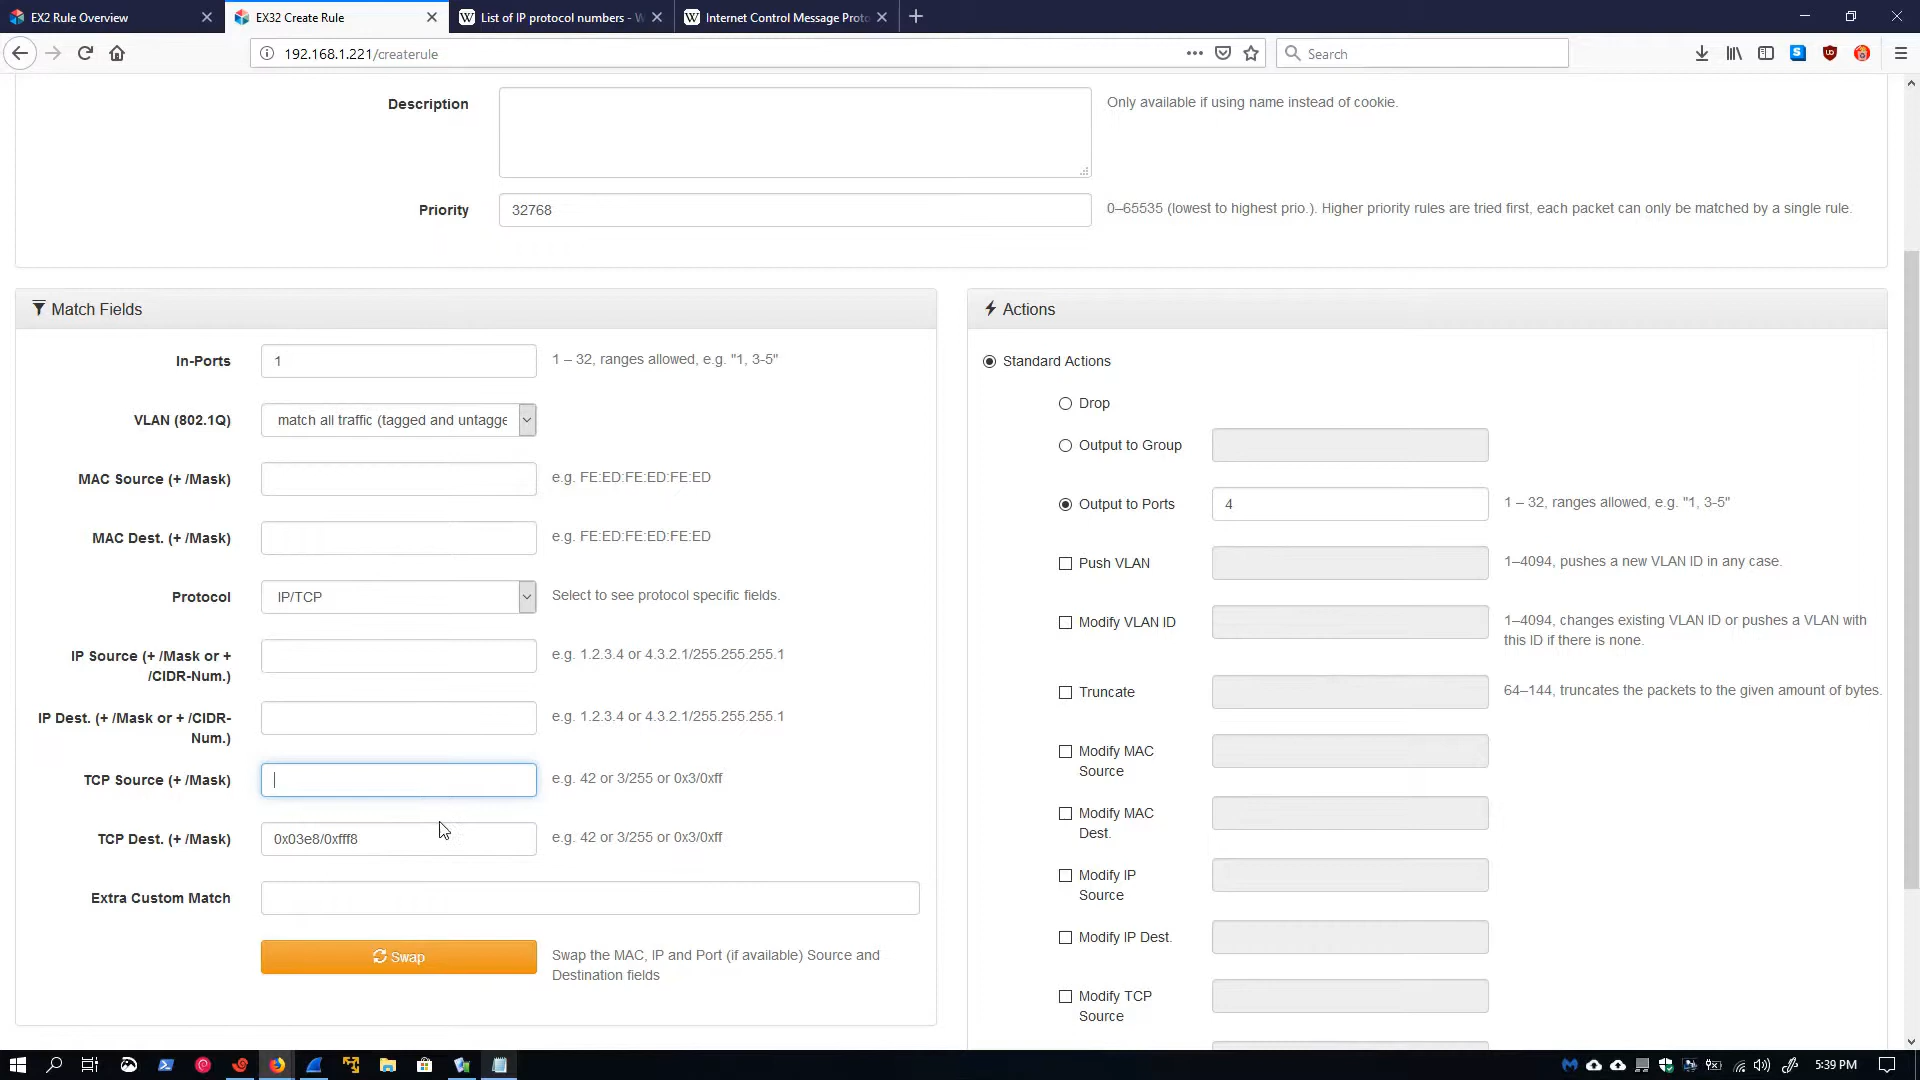 EX2 Rule Overview
EX32 Create Rule
List of IP protocol numbers - W
Internet Control Message Proto
192.168.1.221/createrule
Search
Description
Only available if using name instead of cookie.
Priority
32768
0–65535 (lowest to highest prio.). Higher priority rules are tried first, each packet can only be matched by a single rule.
Match Fields
In-Ports
1
1 – 32, ranges allowed, e.g. "1, 3-5"
VLAN (802.1Q)
match all traffic (tagged and untagge
MAC Source (+ /Mask)
e.g. FE:ED:FE:ED:FE:ED
MAC Dest. (+ /Mask)
e.g. FE:ED:FE:ED:FE:ED
Protocol
IP/TCP
Select to see protocol specific fields.
IP Source (+ /Mask or +
/CIDR-Num.)
e.g. 1.2.3.4 or 4.3.2.1/255.255.255.1
IP Dest. (+ /Mask or + /CIDR-
Num.)
e.g. 1.2.3.4 or 4.3.2.1/255.255.255.1
TCP Source (+ /Mask)
e.g. 42 or 3/255 or 0x3/0xff
TCP Dest. (+ /Mask)
0x03e8/0xfff8
e.g. 42 or 3/255 or 0x3/0xff
Extra Custom Match
Swap
Swap the MAC, IP and Port (if available) Source and
Destination fields
Actions
Standard Actions
Drop
Output to Group
Output to Ports
4
1 – 32, ranges allowed, e.g. "1, 3-5"
Push VLAN
1–4094, pushes a new VLAN ID in any case.
Modify VLAN ID
1–4094, changes existing VLAN ID or pushes a VLAN with
this ID if there is none.
Truncate
64–144, truncates the packets to the given amount of bytes.
Modify MAC
Source
Modify MAC
Dest.
Modify IP
Source
Modify IP Dest.
Modify TCP
Source
5:39 PM